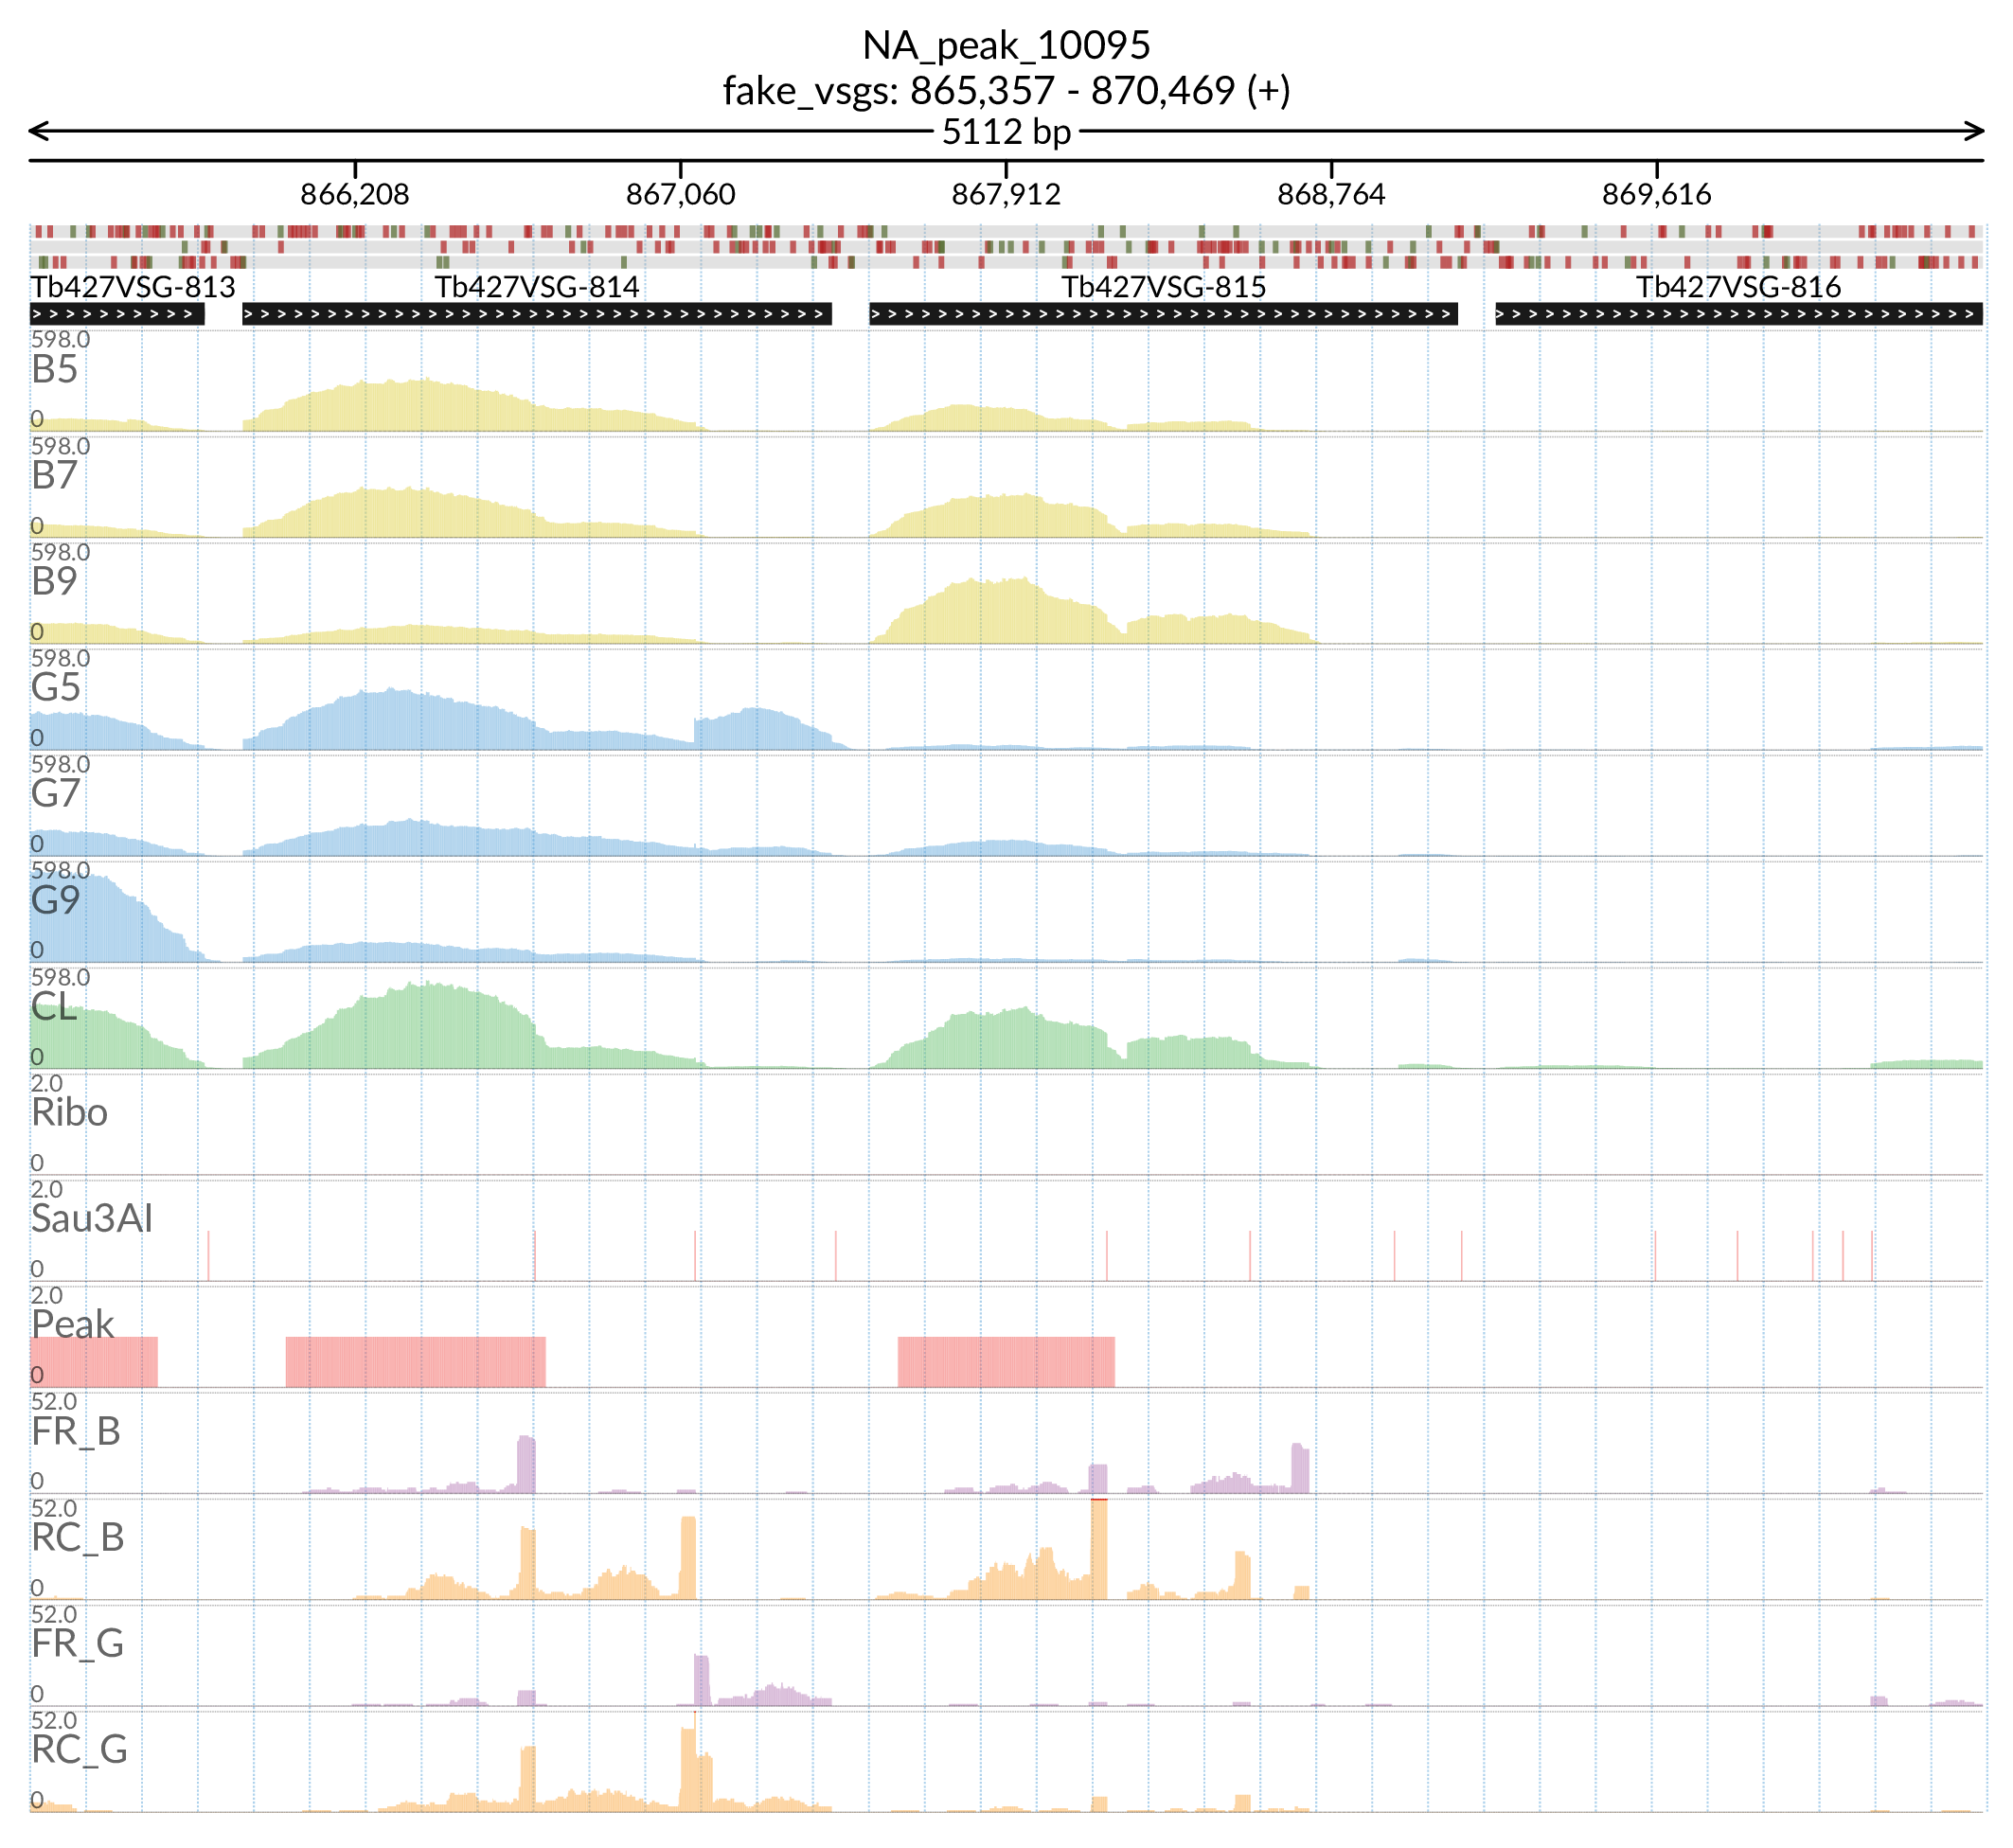 NA_peak_10095
fake_vsgs: 865,357 - 870,469 (+)
5112 bp
866,208 867,060 867,912 868,764 869,616
Tb427VSG-813 Tb427VSG-814 Tb427VSG-815 Tb427VSG-816
598.0
B5
0
598.0
B7
0
598.0
B9
0
598.0
G5
0
598.0
G7
0
598.0
G9
0
598.0
CL
0
2.0
Ribo
0
2.0
Sau3AI
0
2.0
Peak
0
52.0
FR_B
0
52.0
RC_B
0
52.0
FR_G
0
52.0
RC_G
0